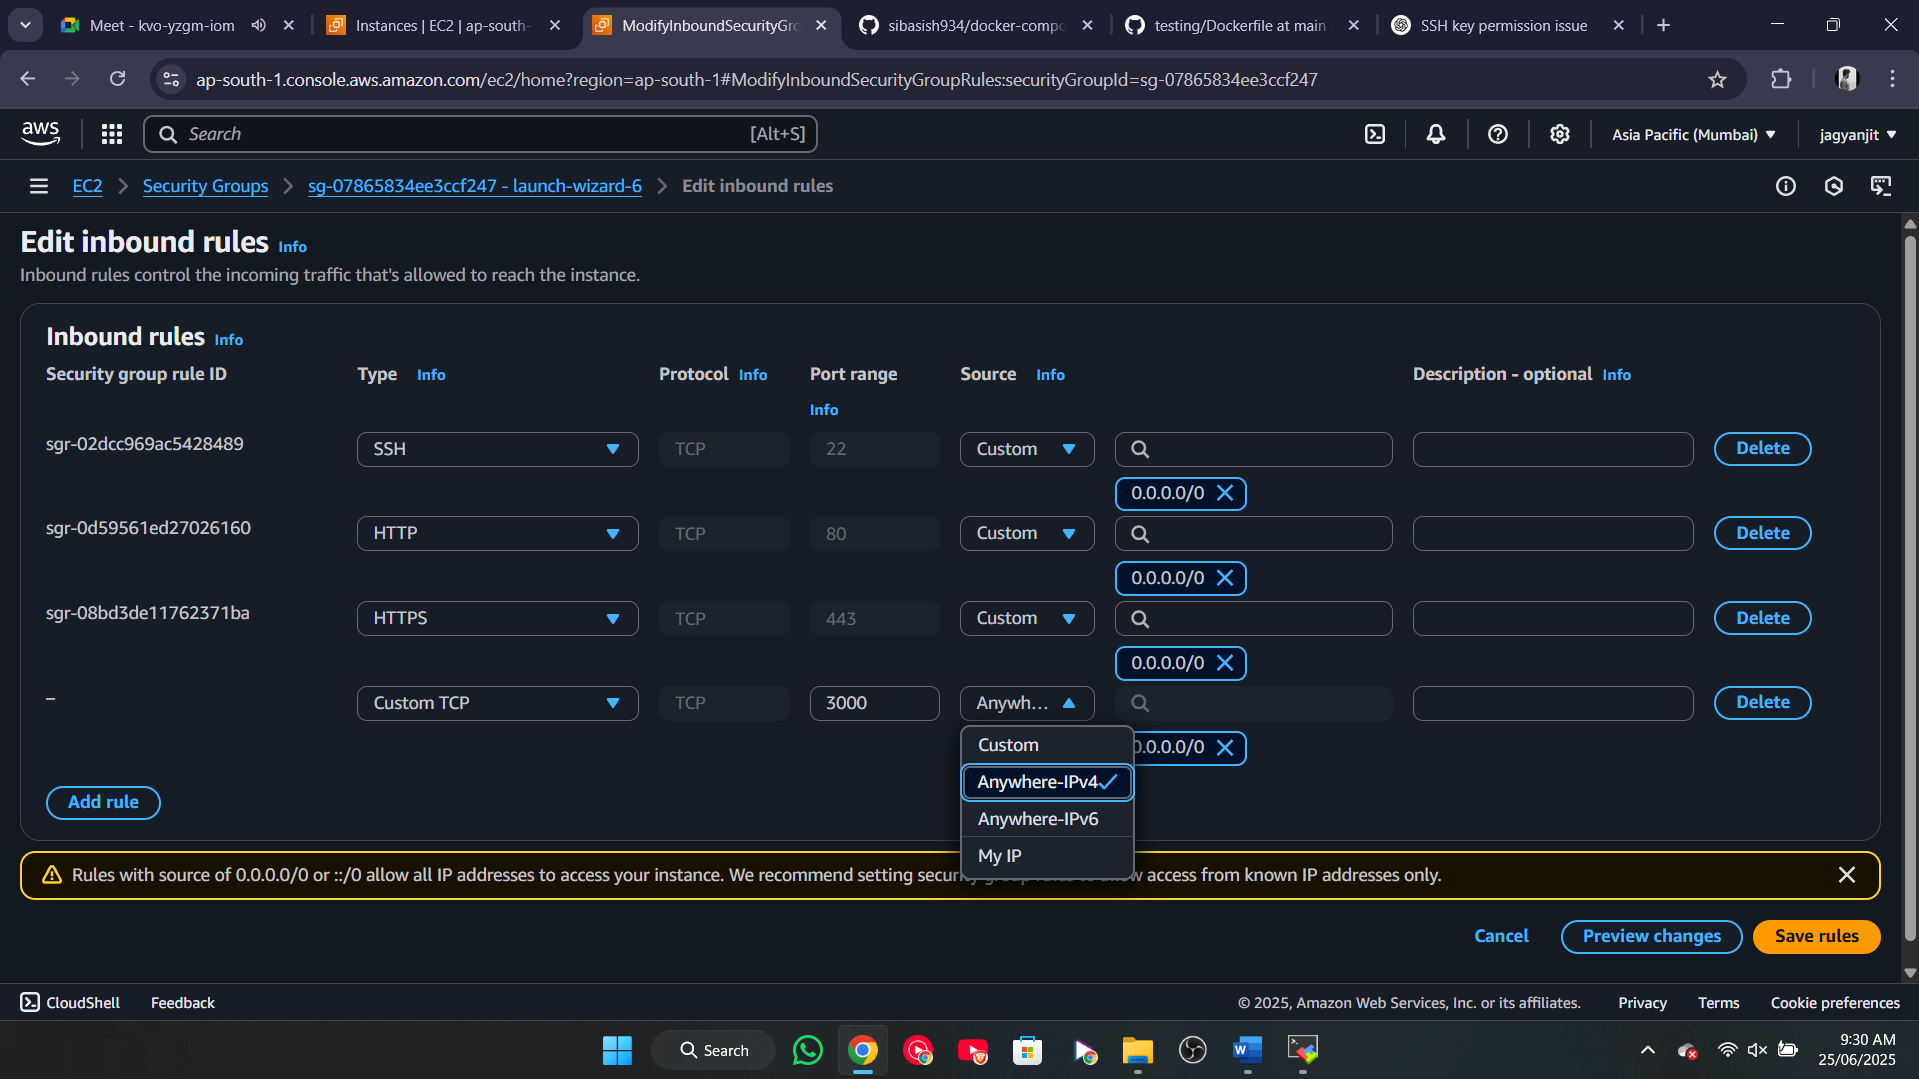 Meet - kvo-yzgm-iom
Instances | EC2 | ap-south-
ModifyInboundSecurityGro
sibasish934/docker-compo
testing/Dockerfile at main
SSH key permission issue
ap-south-1.console.aws.amazon.com/ec2/home?region=ap-south-1#ModifyInboundSecurityGroupRules:securityGroupId=sg-07865834ee3ccf247
aws
Search [Alt+S]
Asia Pacific (Mumbai)
jagyanjit
EC2
Security Groups
sg-07865834ee3ccf247 - launch-wizard-6
Edit inbound rules
Edit inbound rules Info
Inbound rules control the incoming traffic that's allowed to reach the instance.
Inbound rules Info
Security group rule ID Type Info Protocol Info Port range Source Info Description - optional Info
Info
sgr-02dcc969ac5428489 SSH TCP 22 Custom Delete
0.0.0.0/0
sgr-0d59561ed27026160 HTTP TCP 80 Custom Delete
0.0.0.0/0
sgr-08bd3de11762371ba HTTPS TCP 443 Custom Delete
0.0.0.0/0
– Custom TCP TCP 3000 Anywh... Delete
Custom 0.0.0.0/0
Anywhere-IPv4
Anywhere-IPv6
My IP
Add rule
Rules with source of 0.0.0.0/0 or ::/0 allow all IP addresses to access your instance. We recommend setting secur access from known IP addresses only.
Cancel Preview changes Save rules
CloudShell Feedback © 2025, Amazon Web Services, Inc. or its affiliates. Privacy Terms Cookie preferences
Search
9:30 AM
25/06/2025